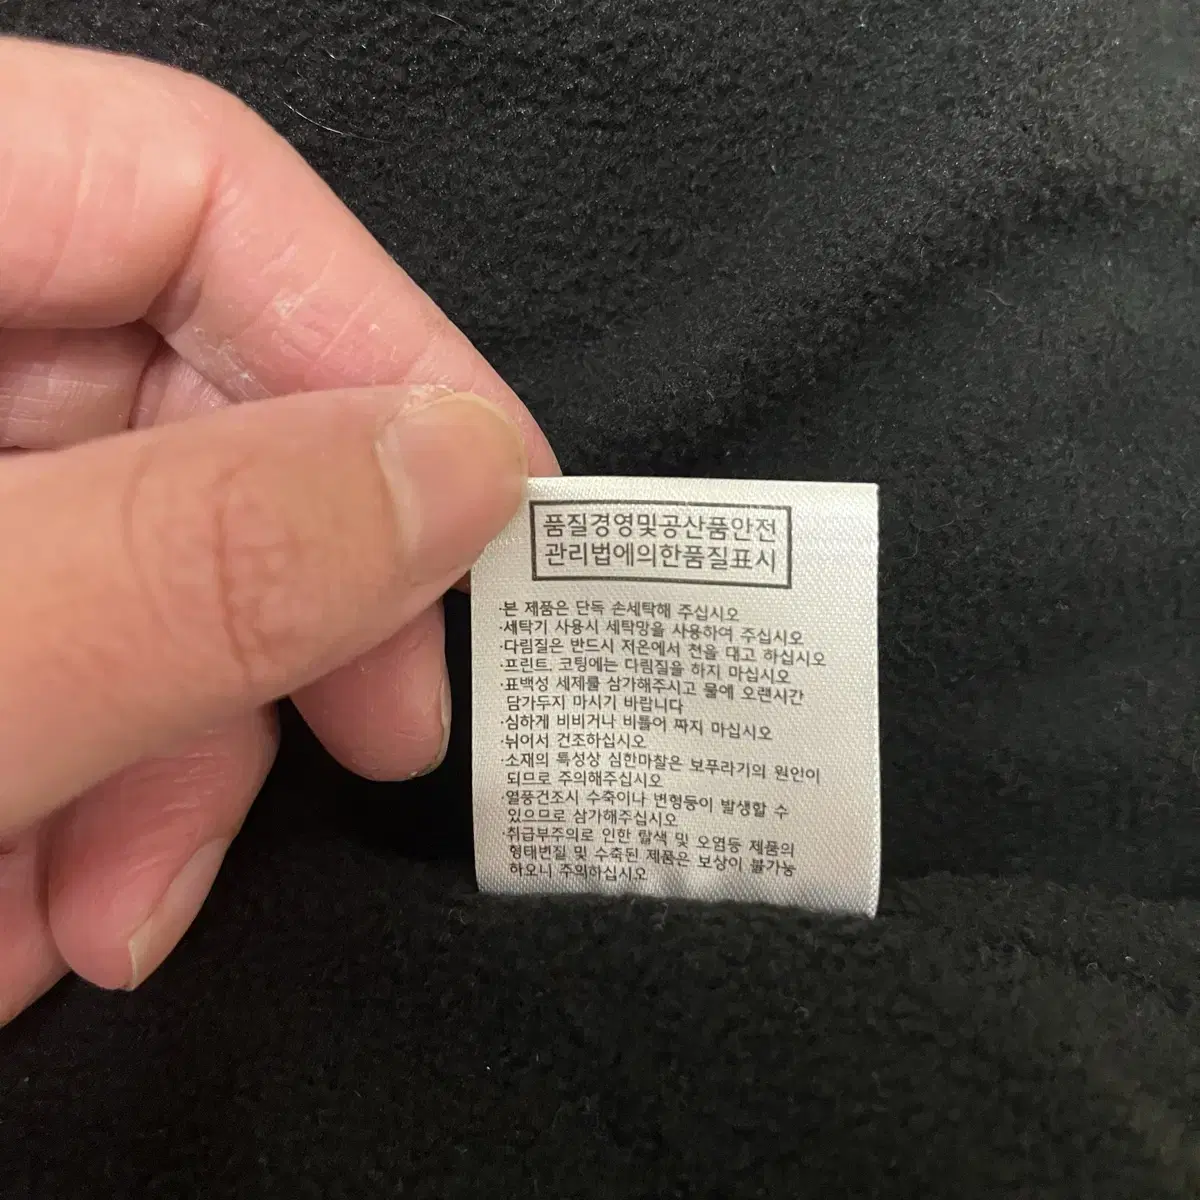 품질경영및공산품안전
관리법에의한품질표시
·본 제품은 단독 손세탁해 주십시오
·세탁기 사용시 세탁망을 사용하여 주십시오
·다림질은 반드시 저온에서 천을 대고 하십시오
·프린트, 코팅에는 다림질을 하지 마십시오
·표백성 세제를 삼가해주시고 물에 오랜시간
담가두지 마시기 바랍니다
·심하게 비비거나 비틀어 짜지 마십시오
·뉘어서 건조하십시오
·소재의 특성상 심한마찰은 보푸라기의 원인이
되므로 주의해주십시오
·열풍건조시 수축이나 변형등이 발생할 수
있으므로 삼가해주십시오
·취급부주의로 인한 탈색 및 오염등 제품의
형태변질 및 수축된 제품은 보상이 불가능
하오니 주의하십시오